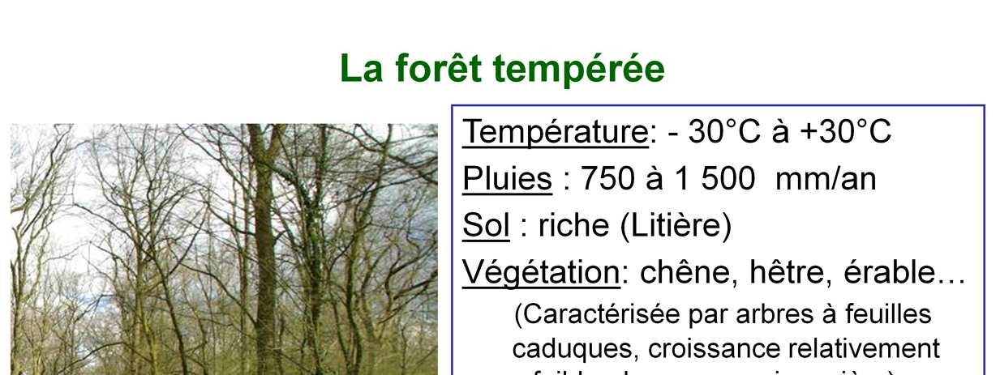 La forêt tempérée
Température: - 30°C à +30°C
Pluies : 750 à 1 500 mm/an
Sol : riche (Litière)
Végétation: chêne, hêtre, érable…
(Caractérisée par arbres à feuilles
caduques, croissance relativement